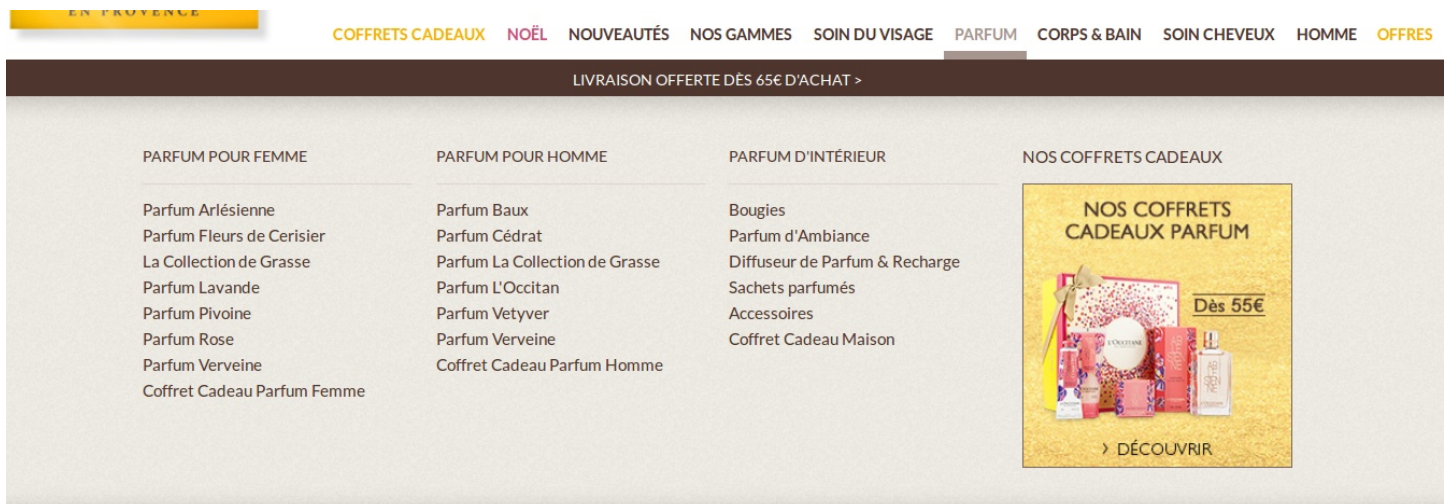 EN PROVENCE
COFFRETS CADEAUX NOËL NOUVEAUTÉS NOS GAMMES SOIN DU VISAGE PARFUM CORPS & BAIN SOIN CHEVEUX HOMME OFFRES
LIVRAISON OFFERTE DÈS 65€ D'ACHAT >
PARFUM POUR FEMME
Parfum Arlésienne
Parfum Fleurs de Cerisier
La Collection de Grasse
Parfum Lavande
Parfum Pivoine
Parfum Rose
Parfum Verveine
Coffret Cadeau Parfum Femme
PARFUM POUR HOMME
Parfum Baux
Parfum Cédrat
Parfum La Collection de Grasse
Parfum L'Occitan
Parfum Vetyver
Parfum Verveine
Coffret Cadeau Parfum Homme
PARFUM D'INTÉRIEUR
Bougies
Parfum d'Ambiance
Diffuseur de Parfum & Recharge
Sachets parfumés
Accessoires
Coffret Cadeau Maison
NOS COFFRETS CADEAUX
NOS COFFRETS
CADEAUX PARFUM
Dès 55€
L'OCCITANE
> DÉCOUVRIR